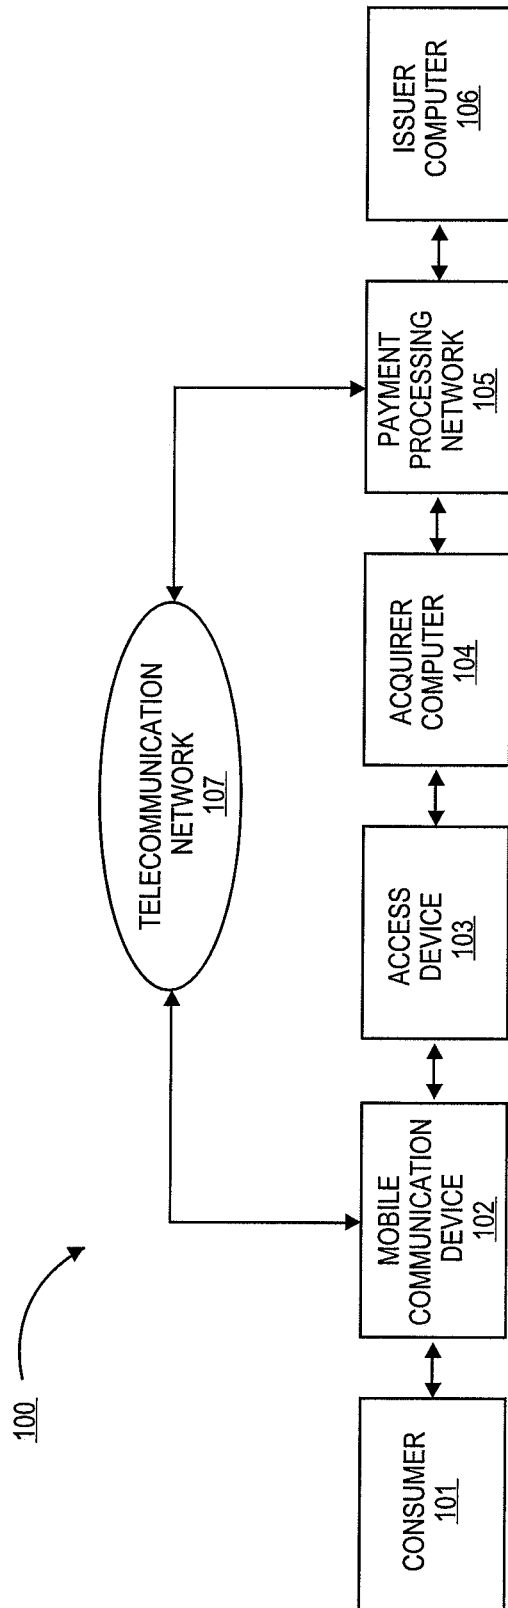 100
TELECOMMUNICATION
NETWORK
107
CONSUMER
101
MOBILE
COMMUNICATION
DEVICE
102
ACCESS
DEVICE
103
ACQUIRER
COMPUTER
104
PAYMENT
PROCESSING
NETWORK
105
ISSUER
COMPUTER
106